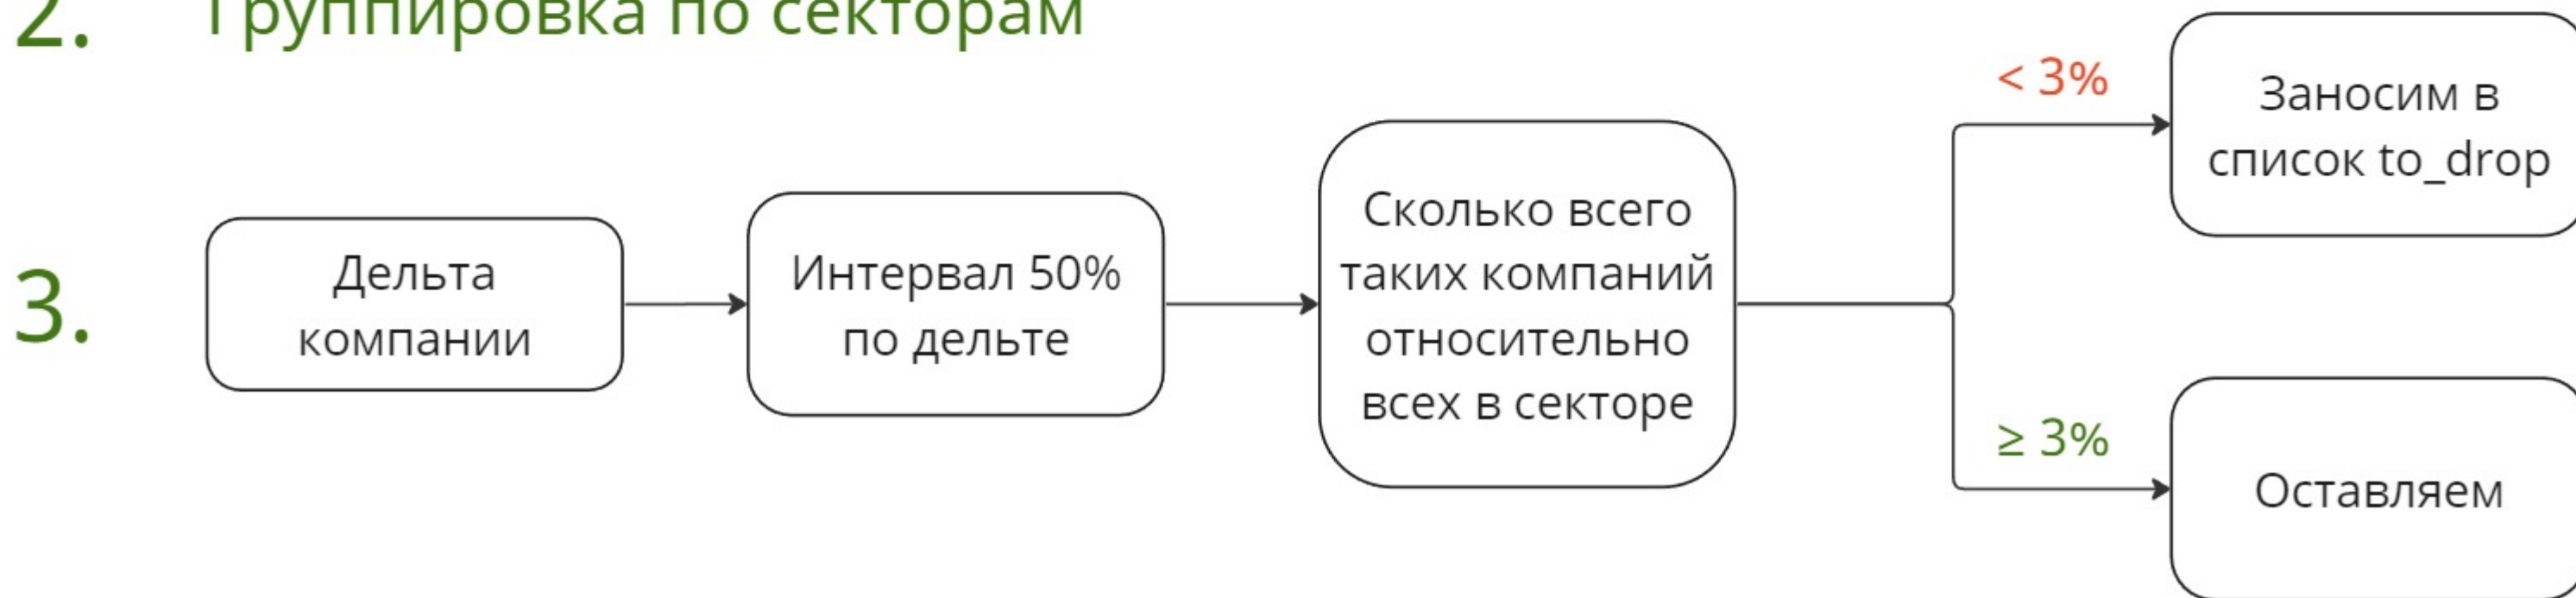 2. Группировка по секторам
< 3%
Заносим в
список to_drop
3.
Дельта
компании
Интервал 50%
по дельте
Сколько всего
таких компаний
относительно
всех в секторе
≥ 3%
Оставляем